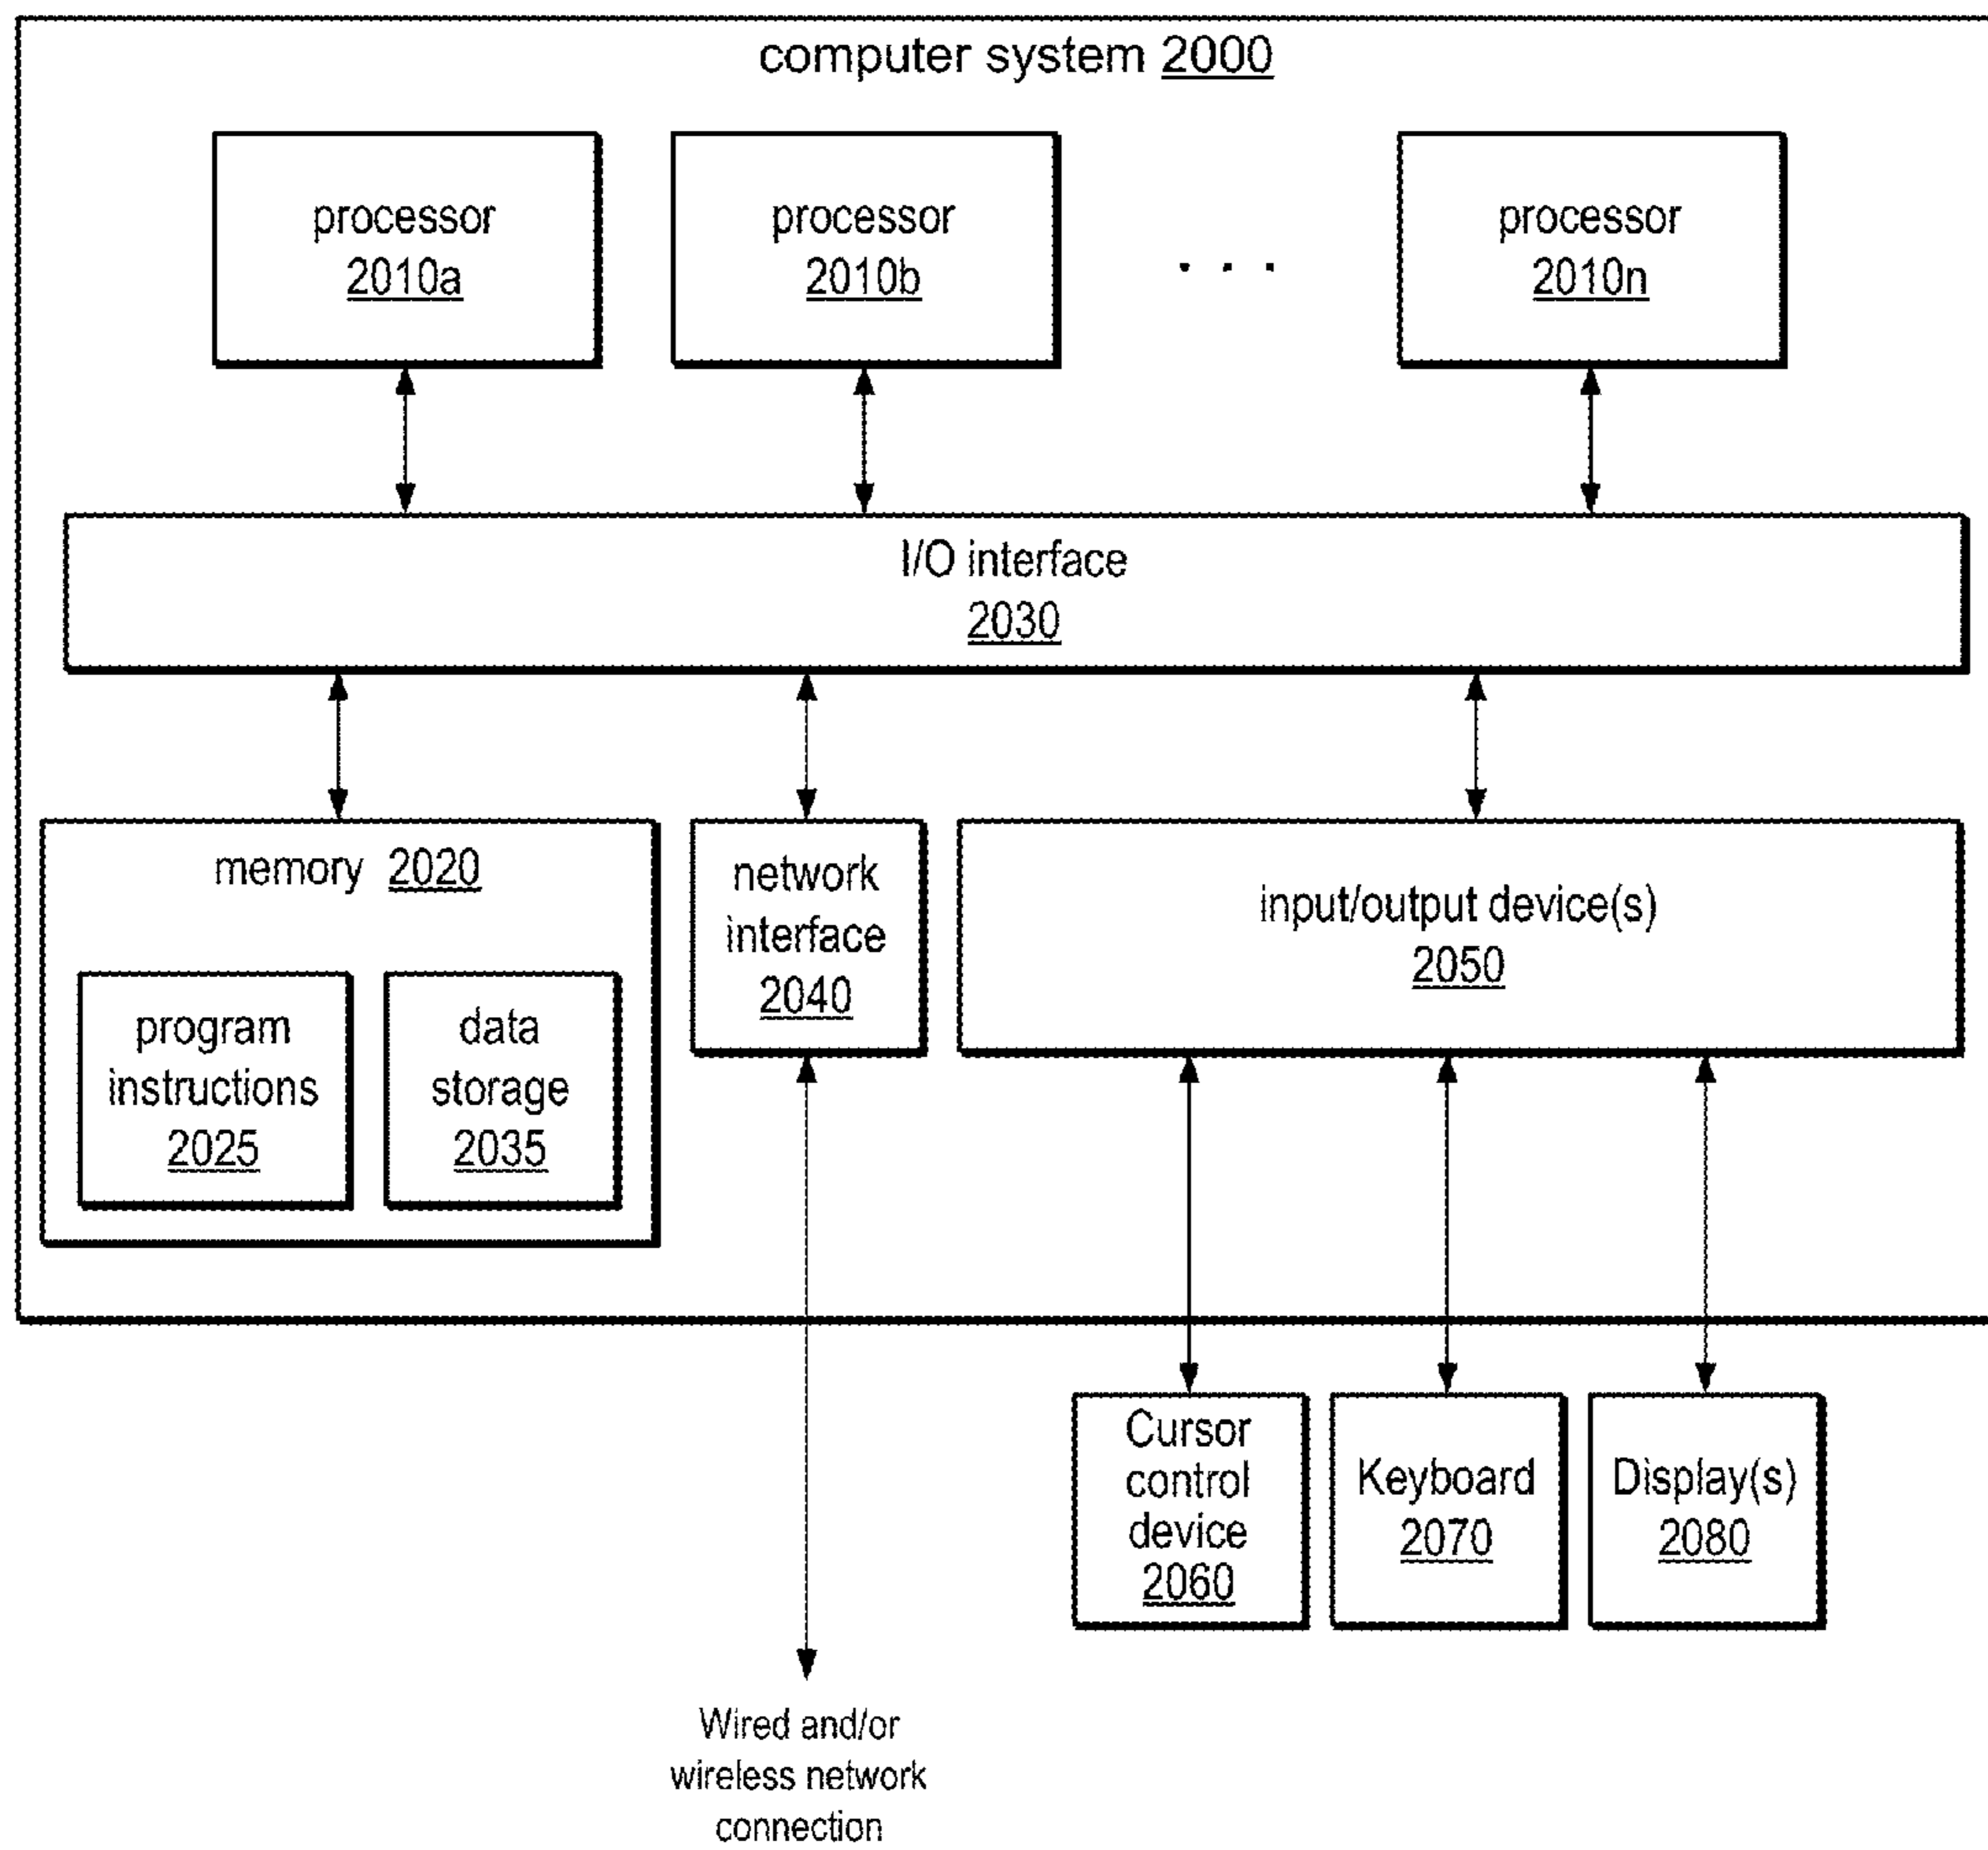 computer system 2000
processor
2010a
processor
2010b
. . .
processor
2010n
I/O interface
2030
memory 2020
program
instructions
2025
data
storage
2035
network
interface
2040
input/output device(s)
2050
Cursor
control
device
2060
Keyboard
2070
Display(s)
2080
Wired and/or
wireless network
connection